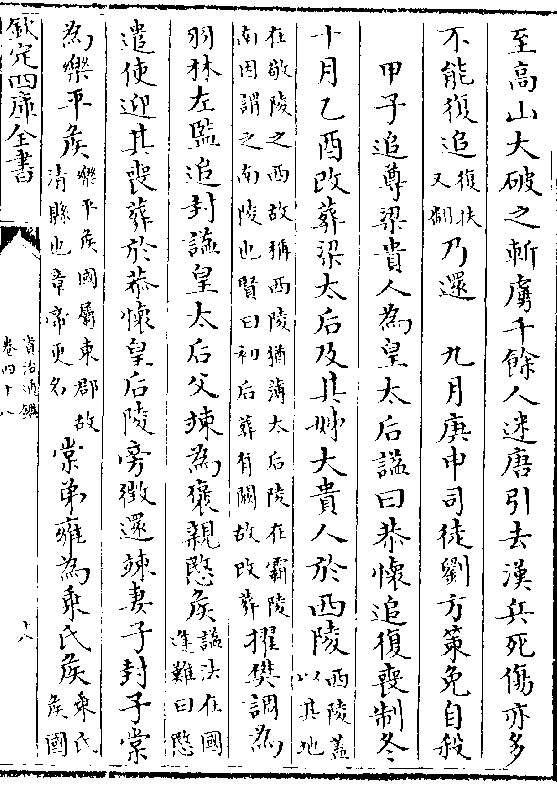 至高山大破之斬虜千餘人迷唐引去漢兵死傷亦多
不能復追復扶又翻乃還　九月庚申司徒劉方策免自殺
甲子追尊梁貴人為皇太后諡曰恭懷追復喪制冬
十月乙酉改葬梁太后及其姊大貴人於西陵西陵蓋以其地
在敬陵之西故稱西陵猶薄太后陵在霸陵南因謂之南陵也賢曰初后葬有闕故改葬擢樊調為
羽林左監追封諡皇太后父竦為褒親愍侯諡法在國逢難曰愍
遣使迎其喪葬於恭懷皇后陵旁徵還竦妻子封子棠
為樂平侯樂平侯國屬東郡故清縣也章帝更名棠弟雍為乘氏侯乘氏侯國
欽定四庫全書
資治通鑑
卷四十八
十八